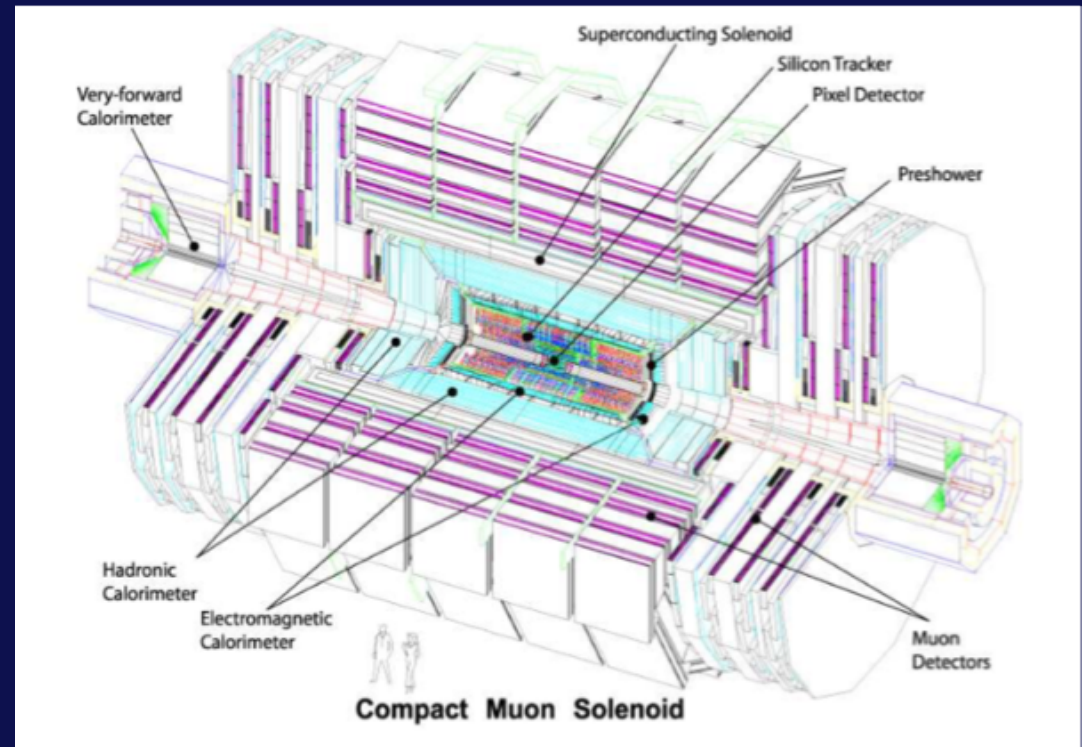 Superconducting Solenoid
Silicon Tracker
Pixel Detector
Very-forward
Calorimeter
Preshower
Hadronic
Calorimeter
Electromagnetic
Calorimeter
Muon
Detectors
Compact Muon Solenoid